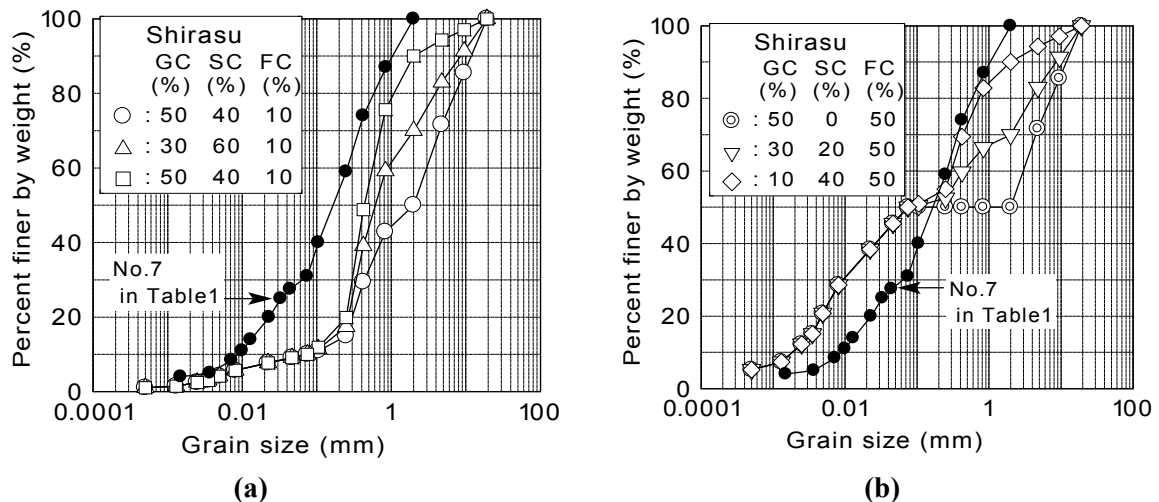 Percent finer by weight (%)
100
80
60
40
20
0
Shirasu
GC SC FC
(%) (%) (%)
: 50 40 10
: 30 60 10
: 50 40 10
No.7
in Table1
0.0001 0.01 1 100
Grain size (mm)
(a)
Percent finer by weight (%)
100
80
60
40
20
0
Shirasu
GC SC FC
(%) (%) (%)
: 50 0 50
: 30 20 50
: 10 40 50
No.7
in Table1
0.0001 0.01 1 100
Grain size (mm)
(b)